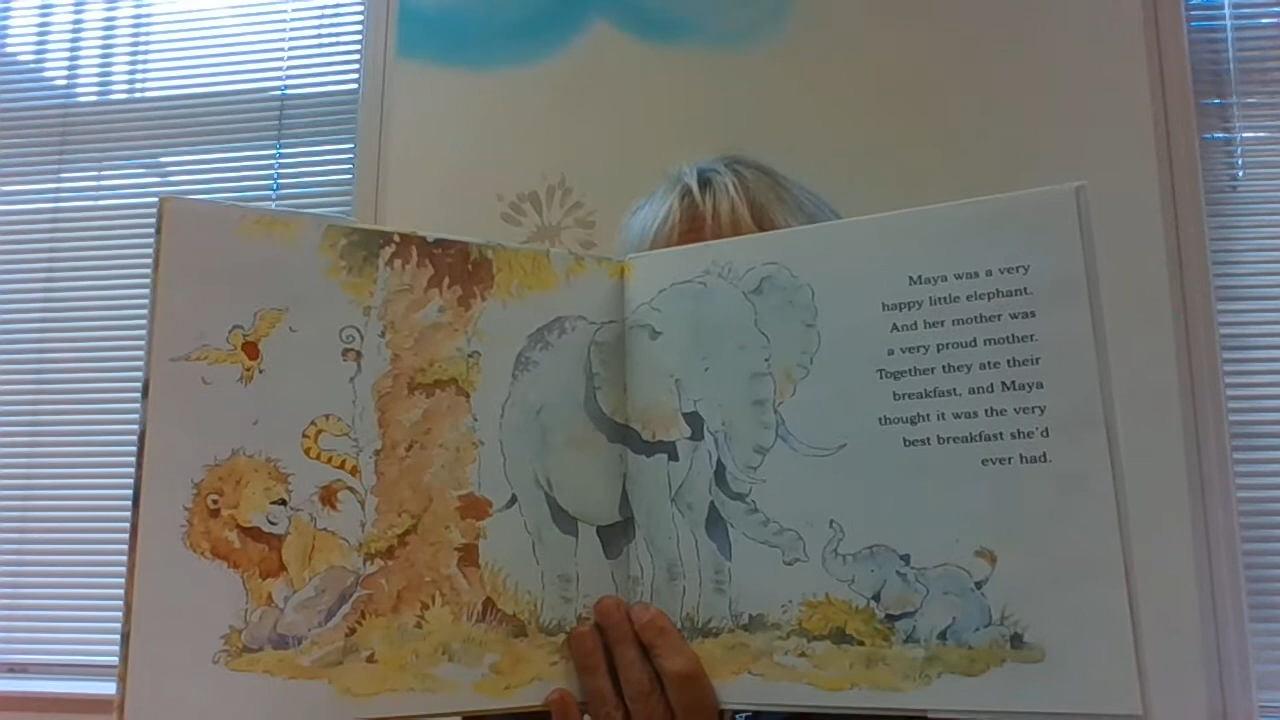 Maya was a very
happy little elephant.
And her mother was
a very proud mother.
Together they ate their
breakfast, and Maya
thought it was the very
best breakfast she'd
ever had.